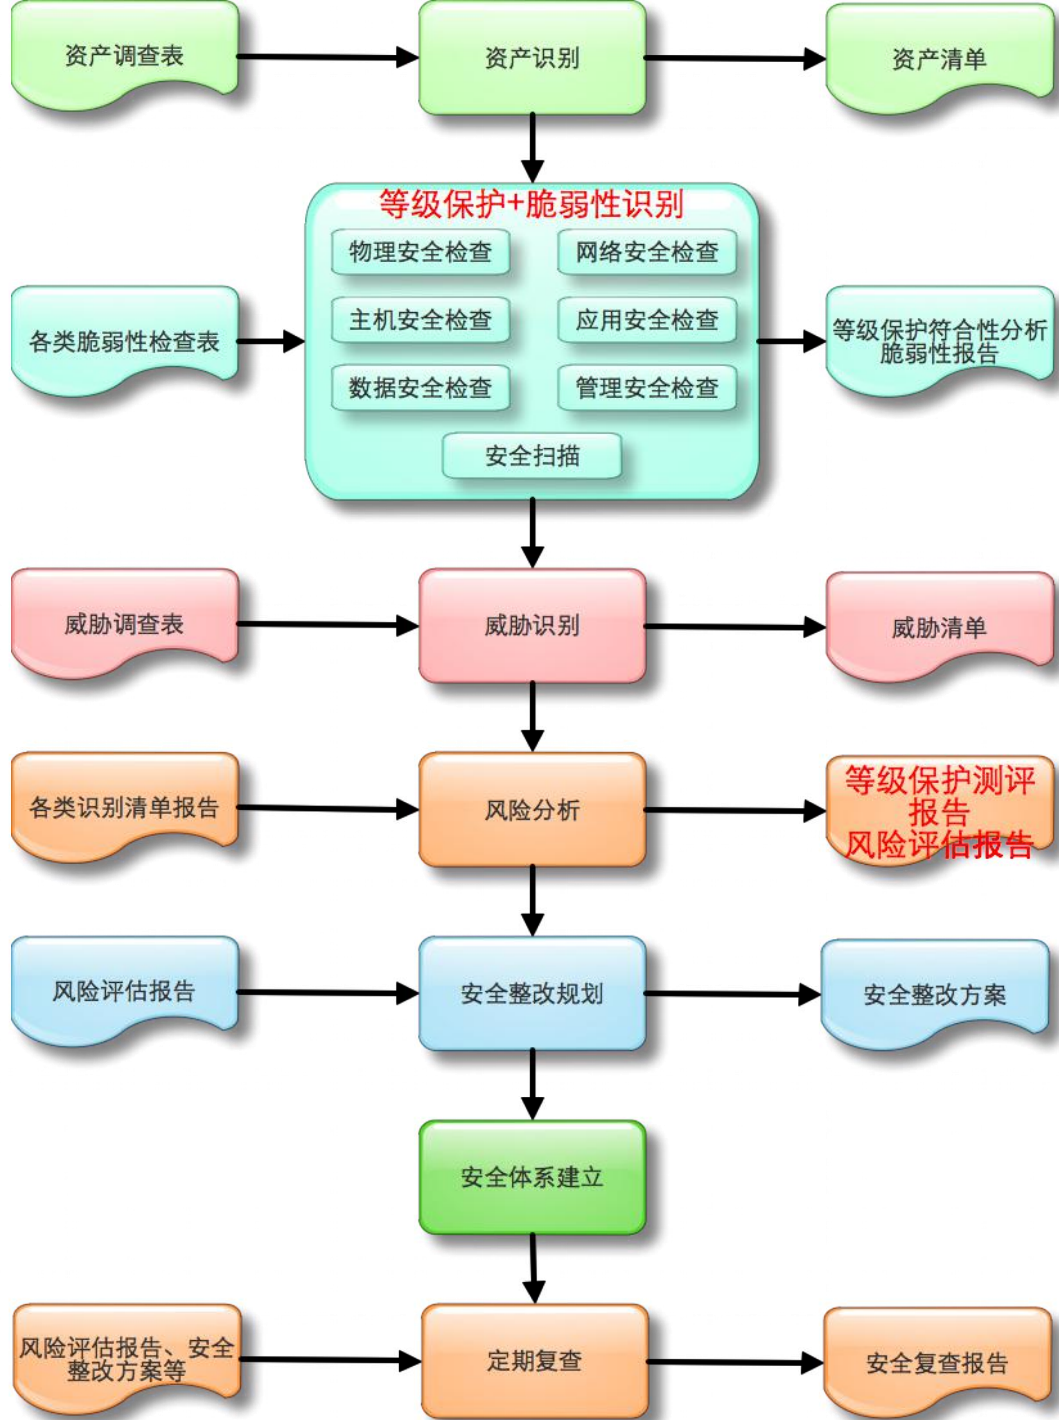 资产调查表
资产识别
资产清单
等级保护+脆弱性识别
物理安全检查
网络安全检查
各类脆弱性检查表
主机安全检查
应用安全检查
等级保护符合性分析
脆弱性报告
数据安全检查
管理安全检查
安全扫描
威胁调查表
威胁识别
威胁清单
各类识别清单报告
风险分析
等级保护测评
报告
风险评估报告
风险评估报告
安全整改规划
安全整改方案
安全体系建立
风险评估报告、安全
整改方案等
定期复查
安全复查报告